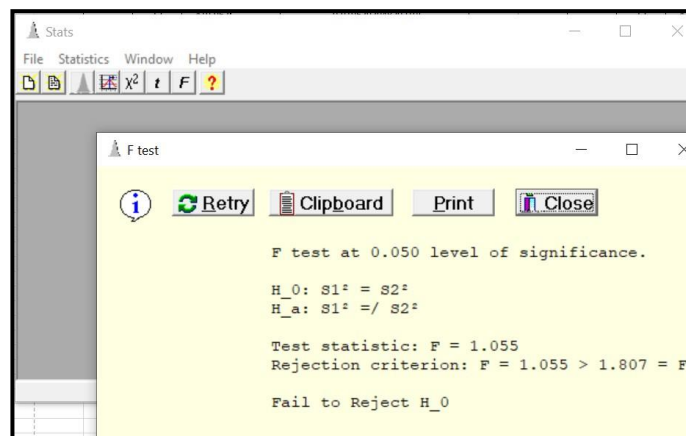 Stats
File Statistics Window Help
χ² t F ?
F test
i Retry Clipboard Print Close
F test at 0.050 level of significance.
H_0: S1² = S2²
H_a: S1² =/ S2²
Test statistic: F = 1.055
Rejection criterion: F = 1.055 > 1.807 = F
Fail to Reject H_0